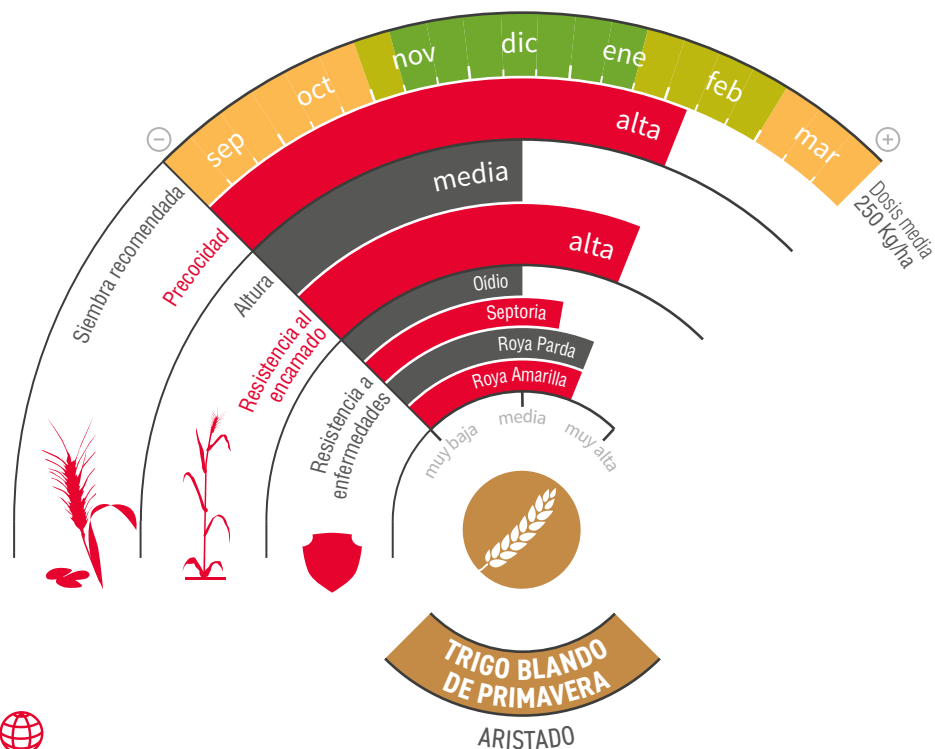 sep
oct
nov
dic
ene
feb
mar
Siembra recomendada
Dosis media
250 Kg/ha
Precocidad
alta
Altura
media
Resistencia al
encamado
alta
Resistencia a
enfermedades
Oídio
Septoria
Roya Parda
Roya Amarilla
muy baja
media
muy alta
TRIGO BLANDO
DE PRIMAVERA
ARISTADO